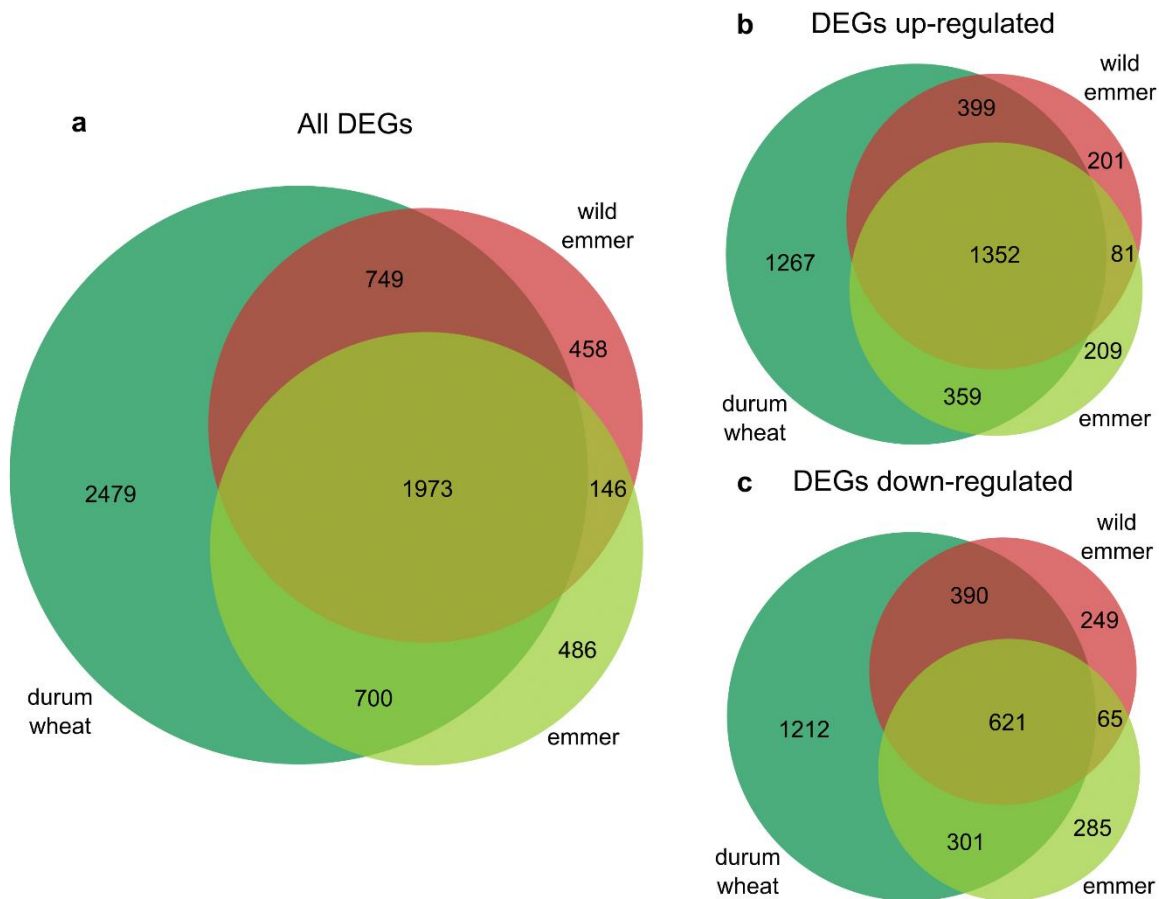 a
All DEGs
wild
emmer
749
458
2479
1973
146
486
700
durum
wheat
emmer
b
DEGs up-regulated
wild
emmer
399
201
1267
1352
81
209
359
durum
wheat
emmer
c
DEGs down-regulated
wild
emmer
390
249
1212
621
65
285
301
durum
wheat
emmer